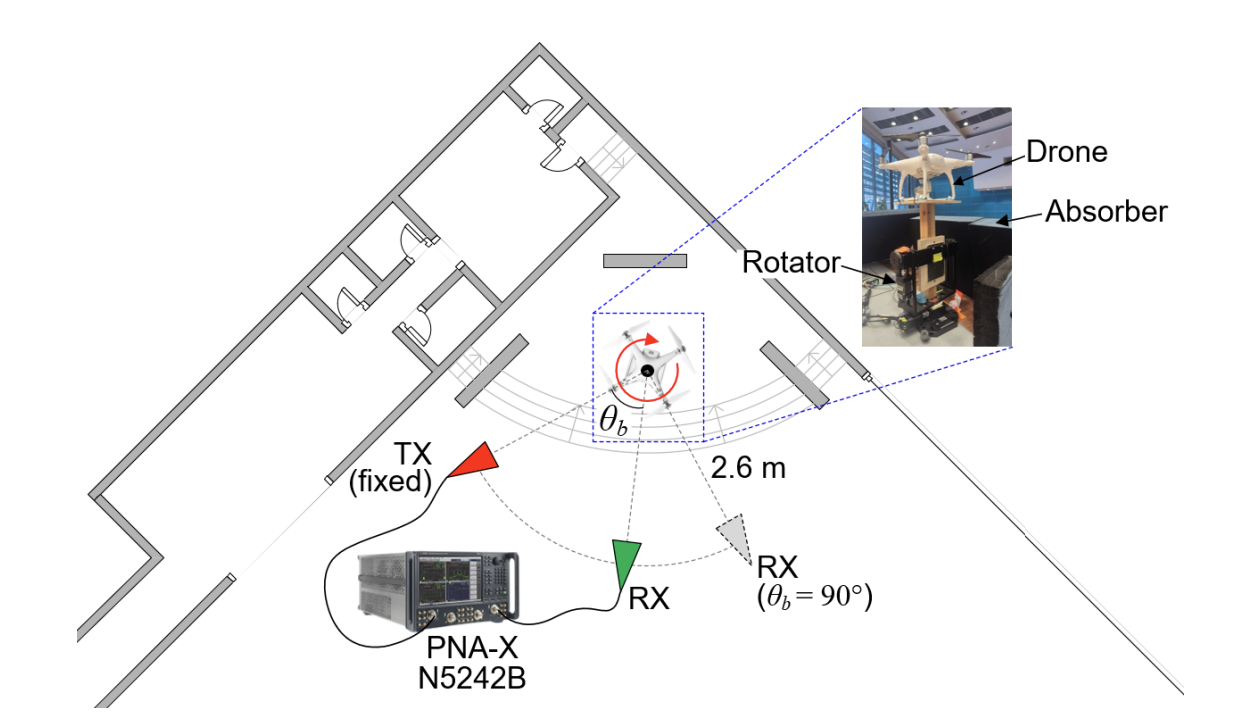 Drone
Absorber
Rotator
θb
TX
(fixed)
2.6 m
RX
RX
(θb = 90°)
PNA-X
N5242B